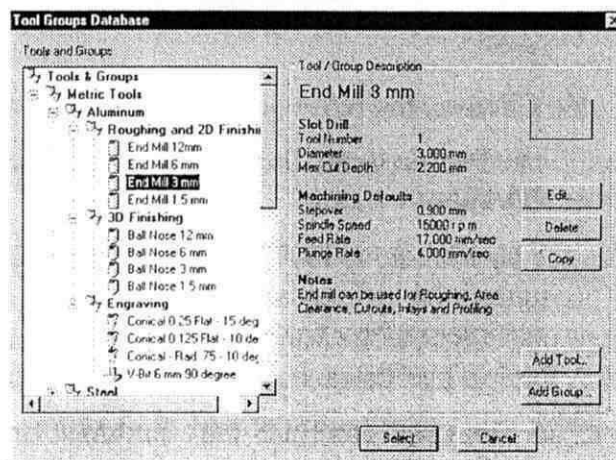 Tool Groups Database
Tools and Groups
Tools & Groups
Metric Tools
Aluminum
Roughing and 2D Finishi
End Mill 12mm
End Mill 6 mm
End Mill 3 mm
End Mill 1.5 mm
3D Finishing
Ball Nose 12 mm
Ball Nose 6 mm
Ball Nose 3 mm
Ball Nose 1.5 mm
Engraving
Conical 0.25 Flat - 15 deg
Conical 0.125 Flat - 10 de
Conical - Rad .75 - 10 deg
V-Bit 6 mm 90 degree
Steel
Tool / Group Description
End Mill 3 mm
Slot Drill
Tool Number 1
Diameter 3.000 mm
Max Cut Depth 2.200 mm
Machining Defaults
Stepover 0.900 mm
Spindle Speed 15000 r.p.m
Feed Rate 17.000 mm/sec
Plunge Rate 4.000 mm/sec
Notes
End mill can be used for Roughing, Area
Clearance, Cutouts, Inlays and Profiling
Edit...
Delete
Copy
Add Tool...
Add Group...
Select
Cancel